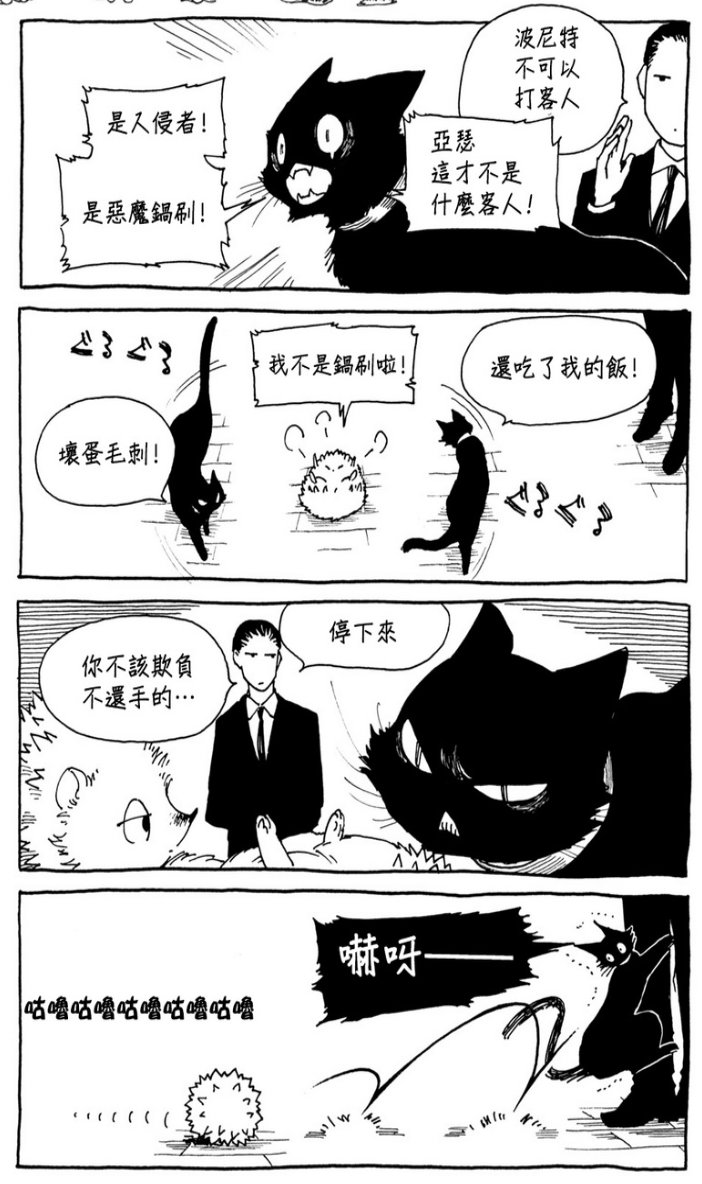 波尼特
不可以
打客人
亞瑟
這才不是
什麼客人!
是入侵者!
是惡魔鍋刷!
還吃了我的飯!
我不是鍋刷啦!
壞蛋毛刺!
ぐるぐる
ぐるぐる
停下來
你不該欺負
不還手的…
嚇呀——
咕嚕咕嚕咕嚕咕嚕咕嚕